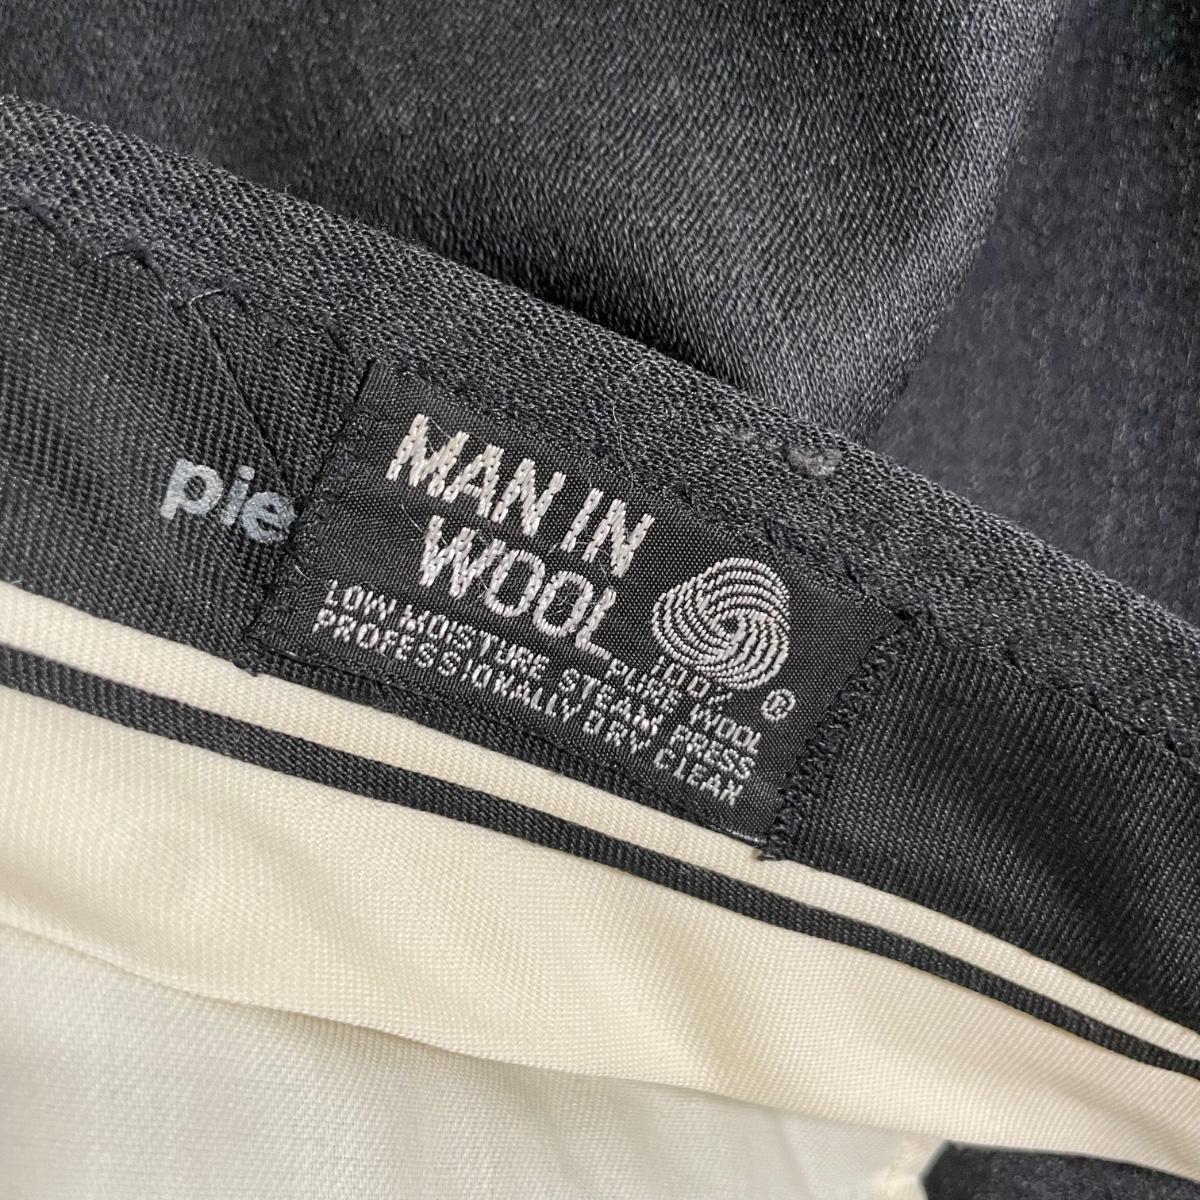 pie
MAN IN
WOOL
100%
PURE WOOL
LOW MOISTURE STEAM PRESS
PROFESSIONALLY DRY CLEAN
®